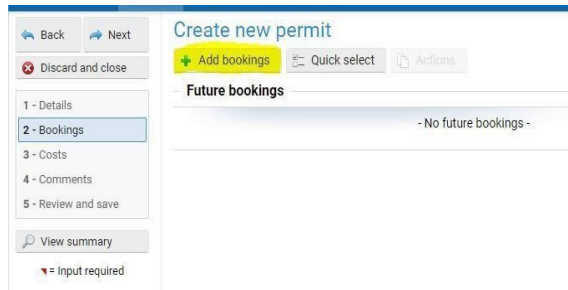 Back Next
Discard and close
1 - Details
2 - Bookings
3 - Costs
4 - Comments
5 - Review and save
View summary
= Input required
Create new permit
Add bookings Quick select Actions
Future bookings
- No future bookings -